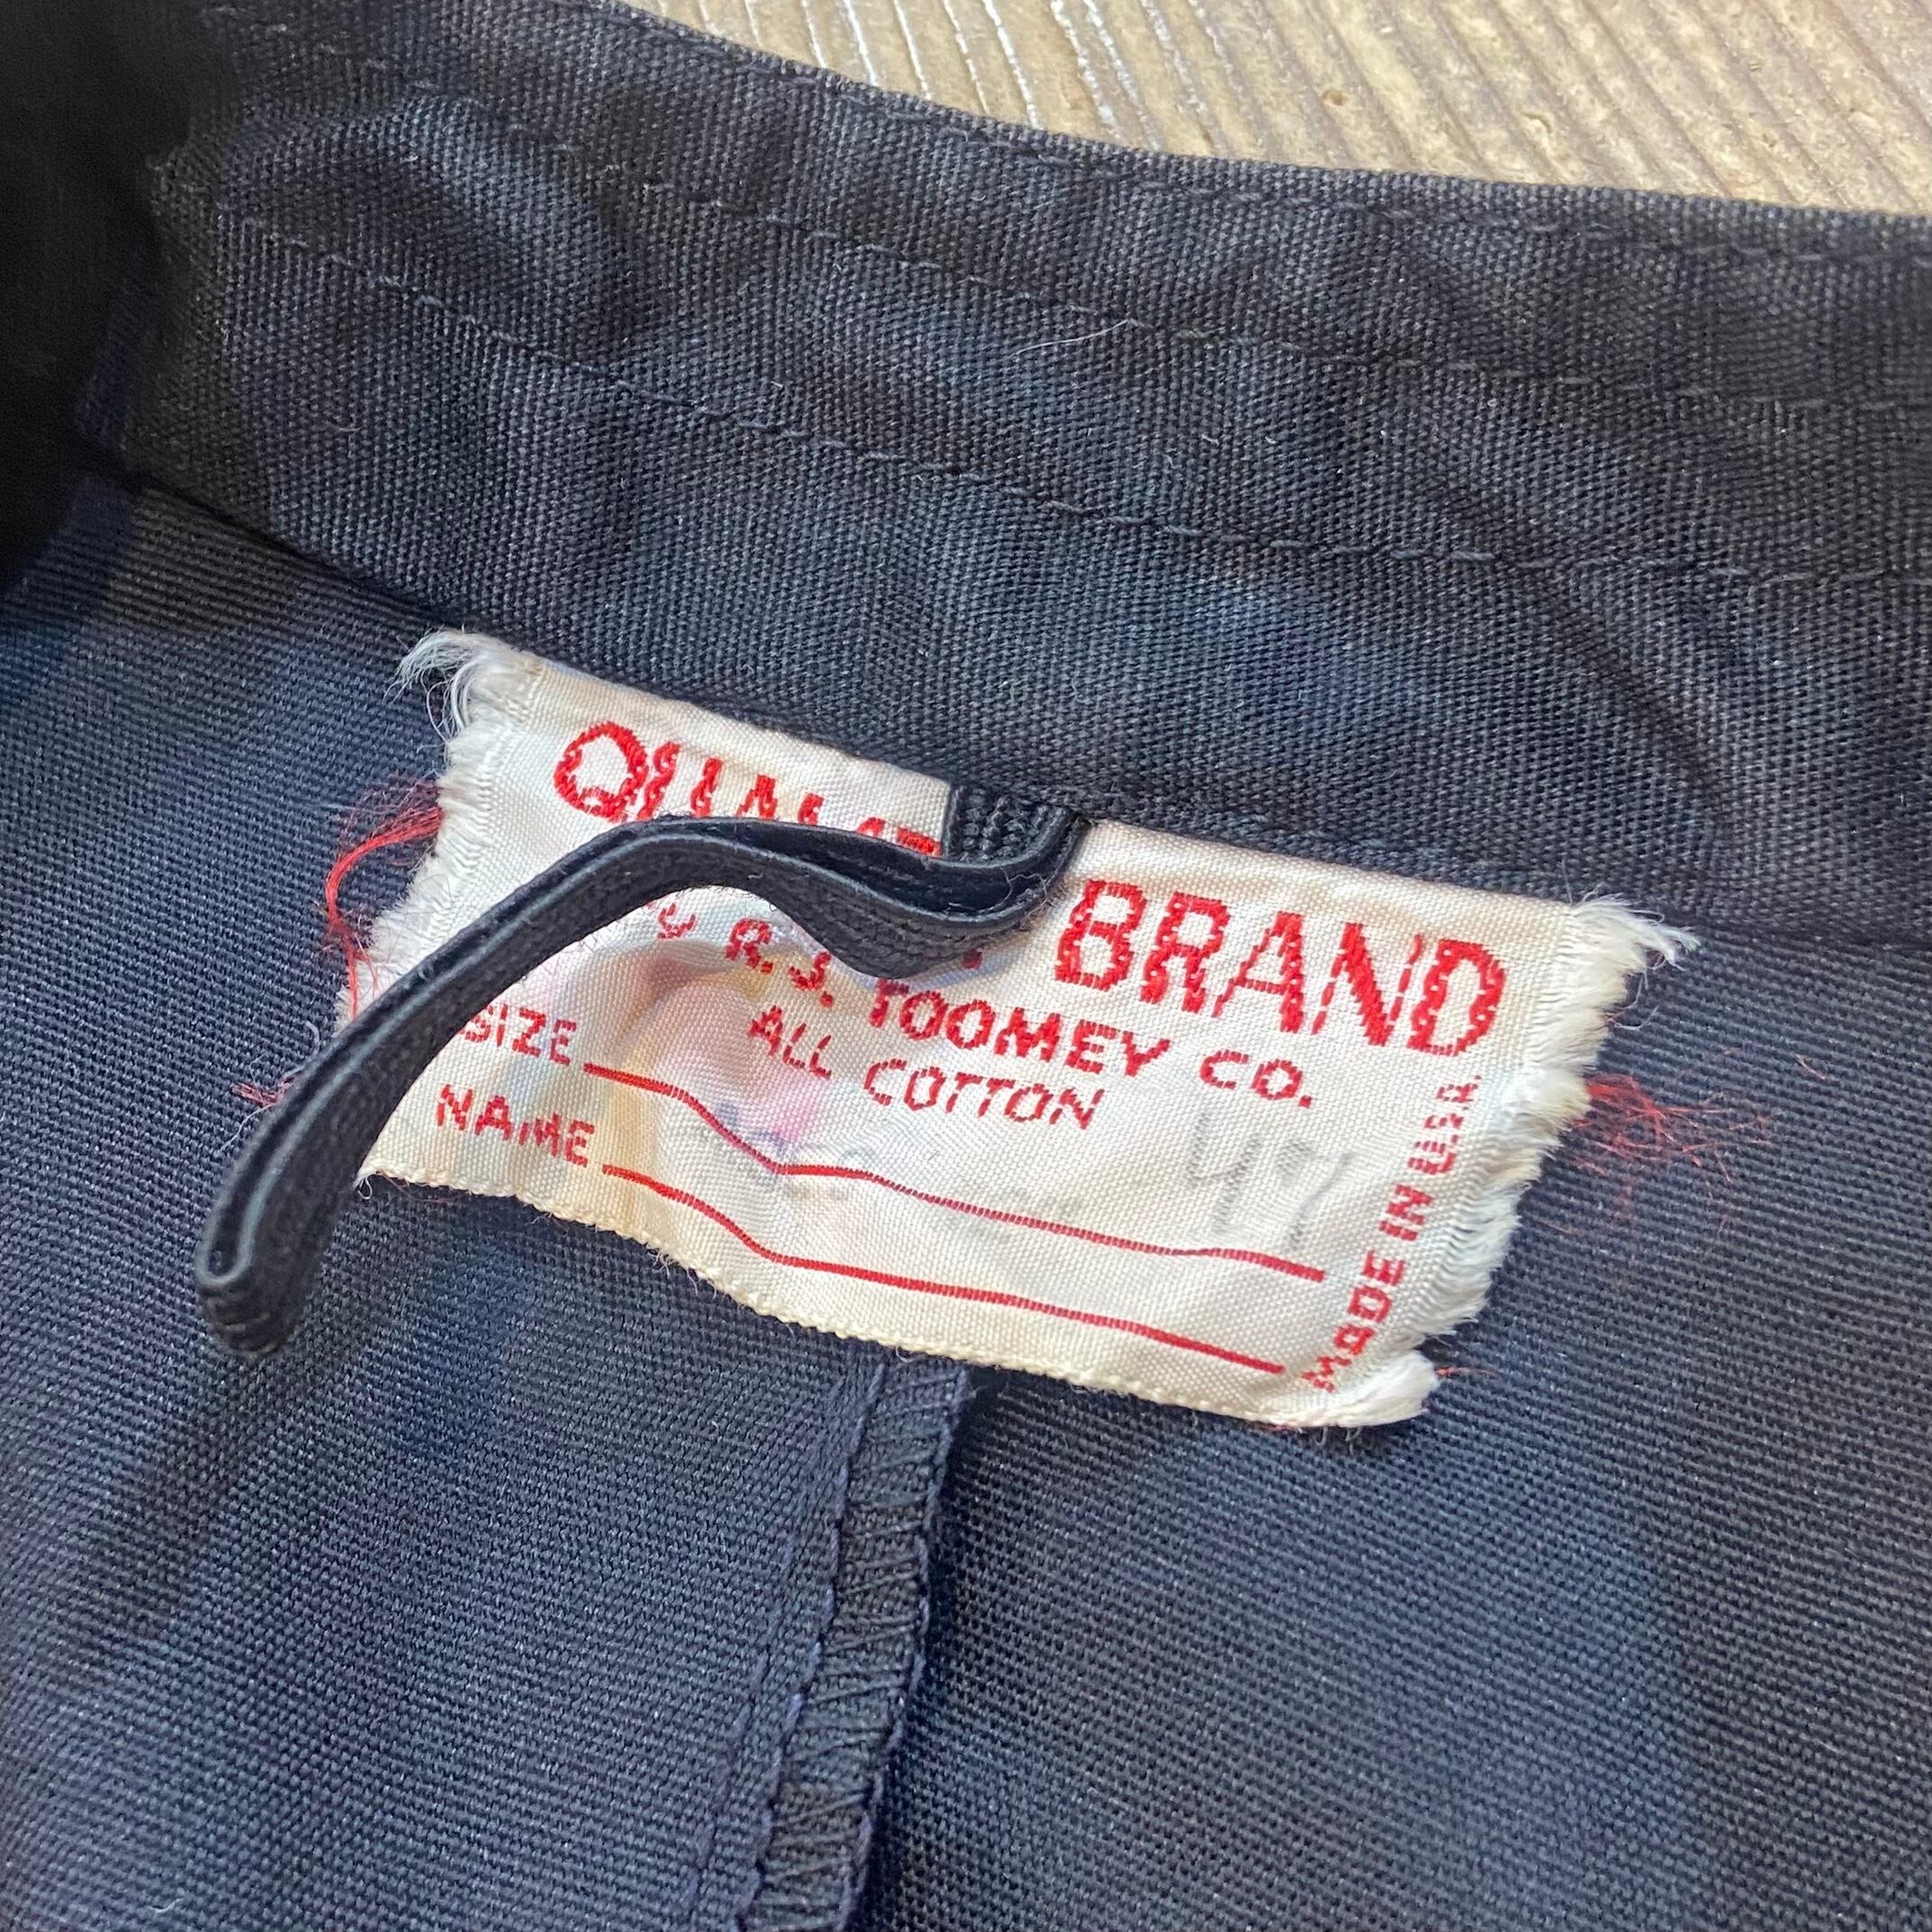 BRAND
R. J. TOOMEY CO.
ALL COTTON
SIZE
NAME
MADE IN U.S.A.